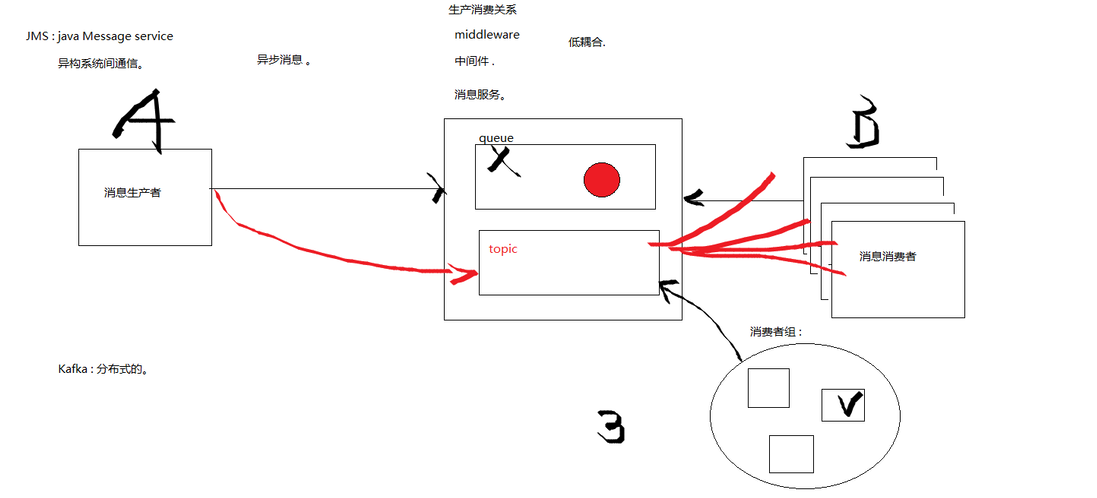 生产消费关系
JMS : java Message service
middleware
低耦合.
异构系统间通信。
异步消息 。
中间件 .
消息服务。
A
B
queue
X
消息生产者
topic
消息消费者
消费者组 :
Kafka : 分布式的。
3